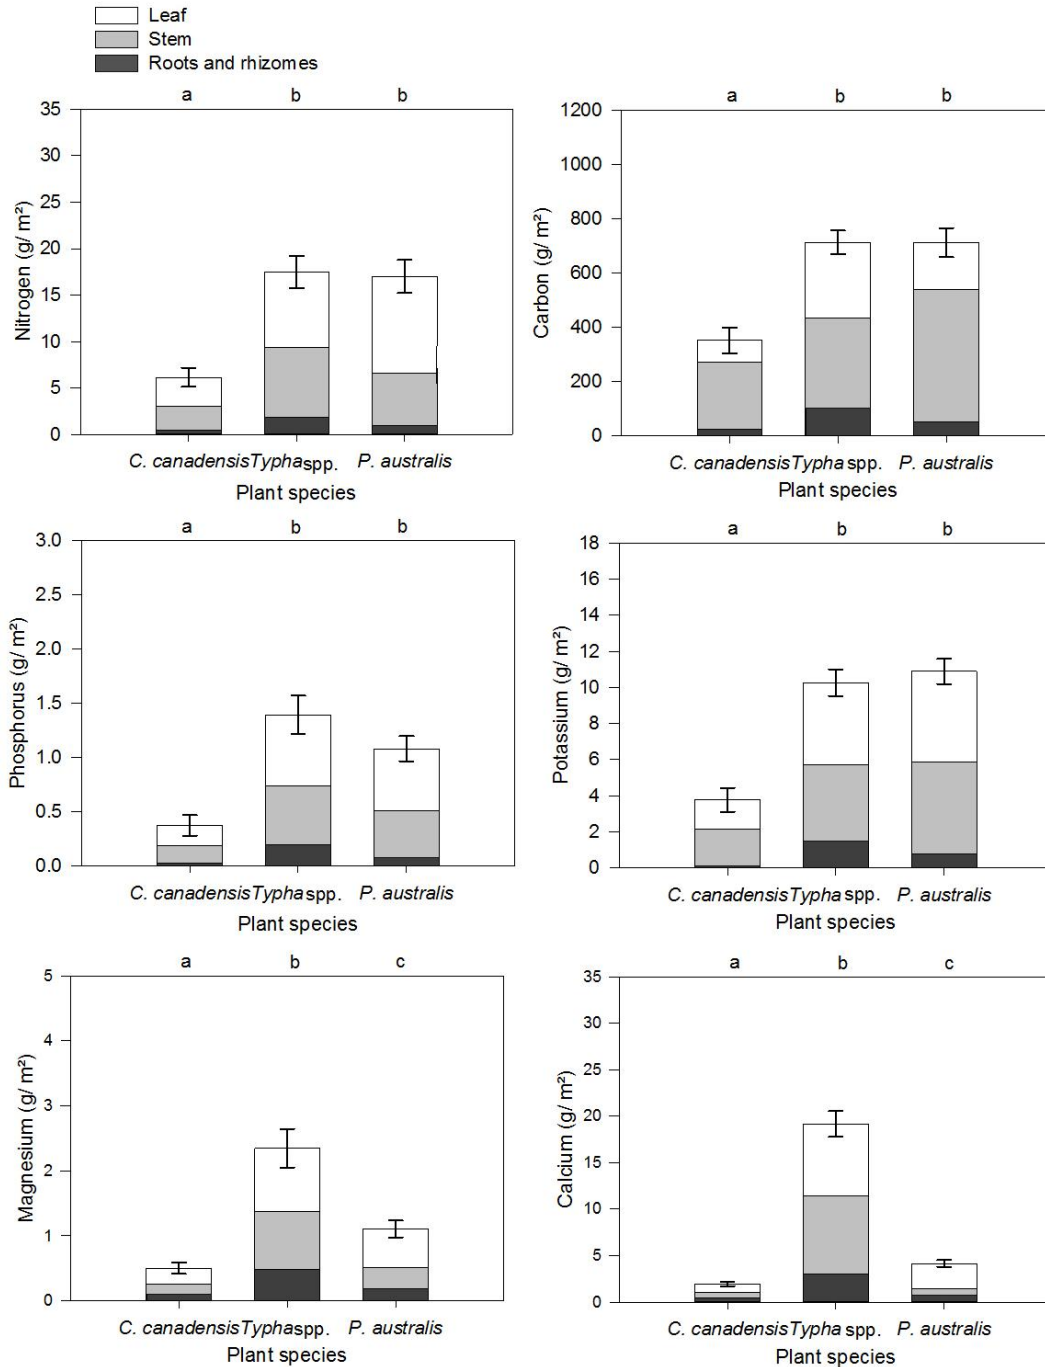 Leaf
Stem
Roots and rhizomes
a b b
35
30
25
20
15
10
5
0
Nitrogen (g/ m²)
C. canadensis Typha spp. P. australis
Plant species
a b b
1200
1000
800
600
400
200
0
Carbon (g/ m²)
C. canadensis Typha spp. P. australis
Plant species
a b b
3.0
2.5
2.0
1.5
1.0
0.5
0.0
Phosphorus (g/ m²)
C. canadensis Typha spp. P. australis
Plant species
a b b
18
16
14
12
10
8
6
4
2
0
Potassium (g/ m²)
C. canadensis Typha spp. P. australis
Plant species
a b c
5
4
3
2
1
0
Magnesium (g/ m²)
C. canadensis Typha spp. P. australis
Plant species
a b c
35
30
25
20
15
10
5
0
Calcium (g/ m²)
C. canadensis Typha spp. P. australis
Plant species